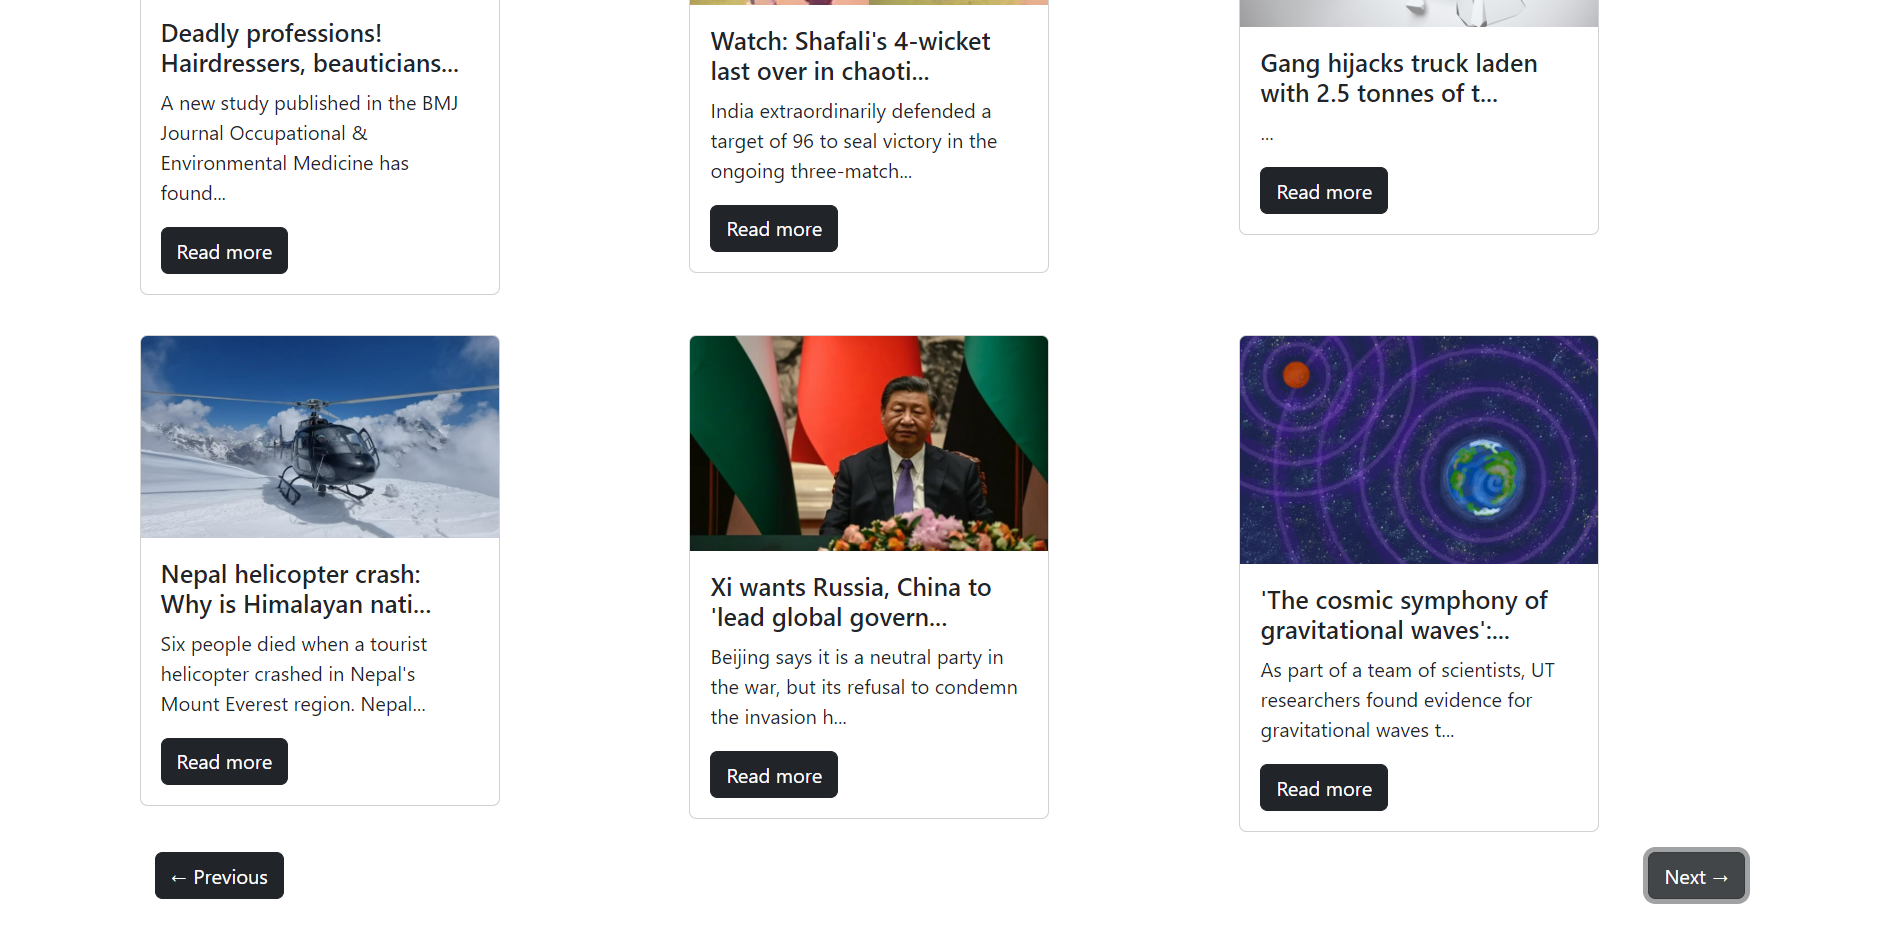 Deadly professions!
Hairdressers, beauticians...
A new study published in the BMJ
Journal Occupational &
Environmental Medicine has
found...
Read more
Watch: Shafali's 4-wicket
last over in chaoti...
India extraordinarily defended a
target of 96 to seal victory in the
ongoing three-match...
Read more
Gang hijacks truck laden
with 2.5 tonnes of t...
...
Read more
Nepal helicopter crash:
Why is Himalayan nati...
Six people died when a tourist
helicopter crashed in Nepal's
Mount Everest region. Nepal...
Read more
Xi wants Russia, China to
'lead global govern...
Beijing says it is a neutral party in
the war, but its refusal to condemn
the invasion h...
Read more
'The cosmic symphony of
gravitational waves':...
As part of a team of scientists, UT
researchers found evidence for
gravitational waves t...
Read more
← Previous
Next →